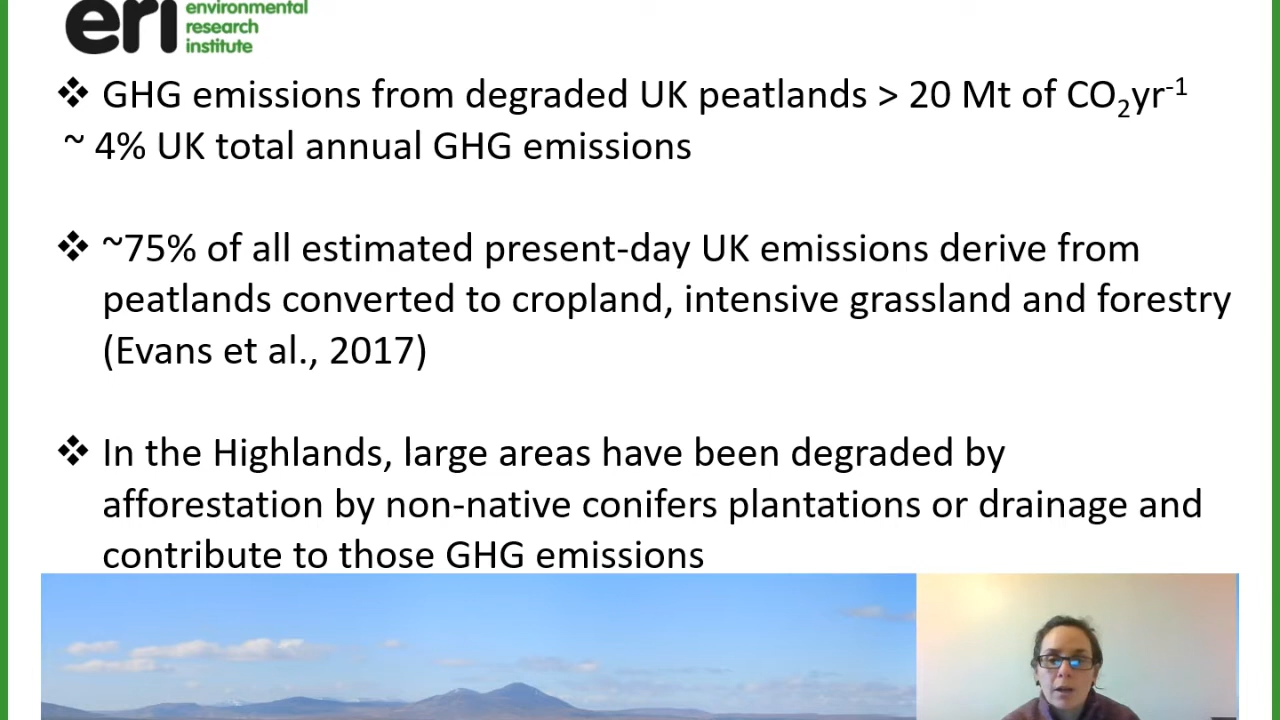 eri environmental
research
institute
❖ GHG emissions from degraded UK peatlands > 20 Mt of CO₂yr⁻¹
~ 4% UK total annual GHG emissions
❖ ~75% of all estimated present-day UK emissions derive from
peatlands converted to cropland, intensive grassland and forestry
(Evans et al., 2017)
❖ In the Highlands, large areas have been degraded by
afforestation by non-native conifers plantations or drainage and
contribute to those GHG emissions